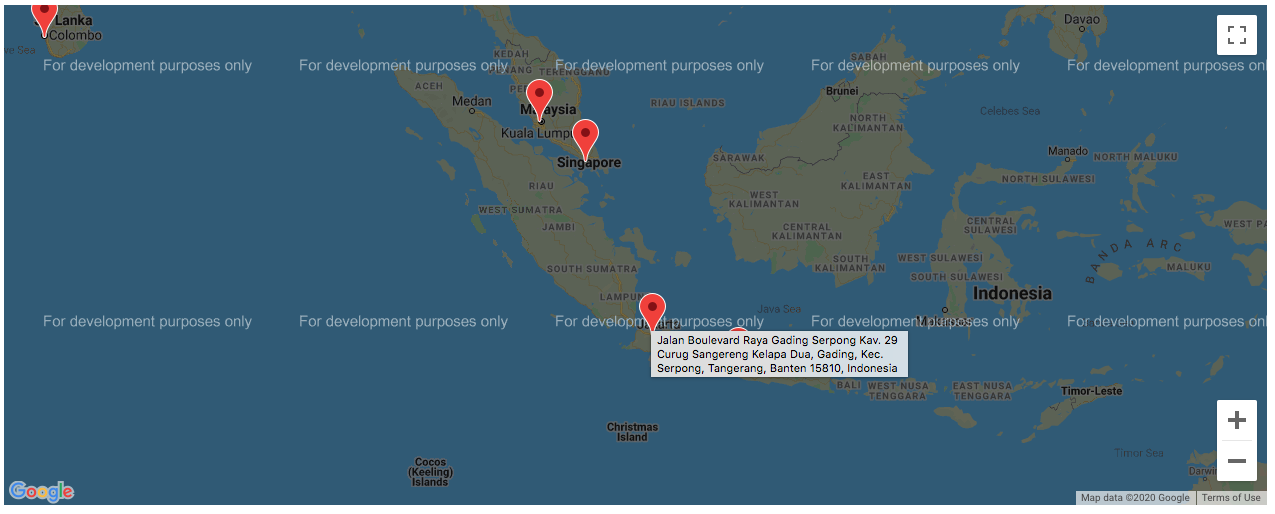 Sri Lanka
Davao
Colombo
KEDAH
SABAH
For development purposes only
For development purposes only
For development purposes only
For development purposes only
For development purposes only
TERENGGANU
ACEH
Medan
Malaysia
RIAU ISLANDS
Brunei
Celebes Sea
NORTH
KALIMANTAN
Kuala Lumpur
Singapore
SARAWAK
Manado
NORTH MALUKU
RIAU
EAST
KALIMANTAN
NORTH SULAWESI
WEST
KALIMANTAN
WEST SUMATRA
JAMBI
CENTRAL
KALIMANTAN
CENTRAL
SULAWESI
BANDA ARC
WEST SULAWESI
SOUTH SUMATRA
SOUTH
KALIMANTAN
SOUTH SULAWESI
MALUKU
LAMPUNG
Indonesia
Java Sea
For development purposes only
For development purposes only
For development purposes only
For development purposes only
For development purposes only
Jalan Boulevard Raya Gading Serpong Kav. 29
Curug Sangereng Kelapa Dua, Gading, Kec.
Serpong, Tangerang, Banten 15810, Indonesia
BALI
WEST NUSA
TENGGARA
EAST NUSA
TENGGARA
Timor-Leste
Christmas
Island
Timor Sea
Cocos
(Keeling)
Islands
Darwin
Google
Map data ©2020 Google
Terms of Use